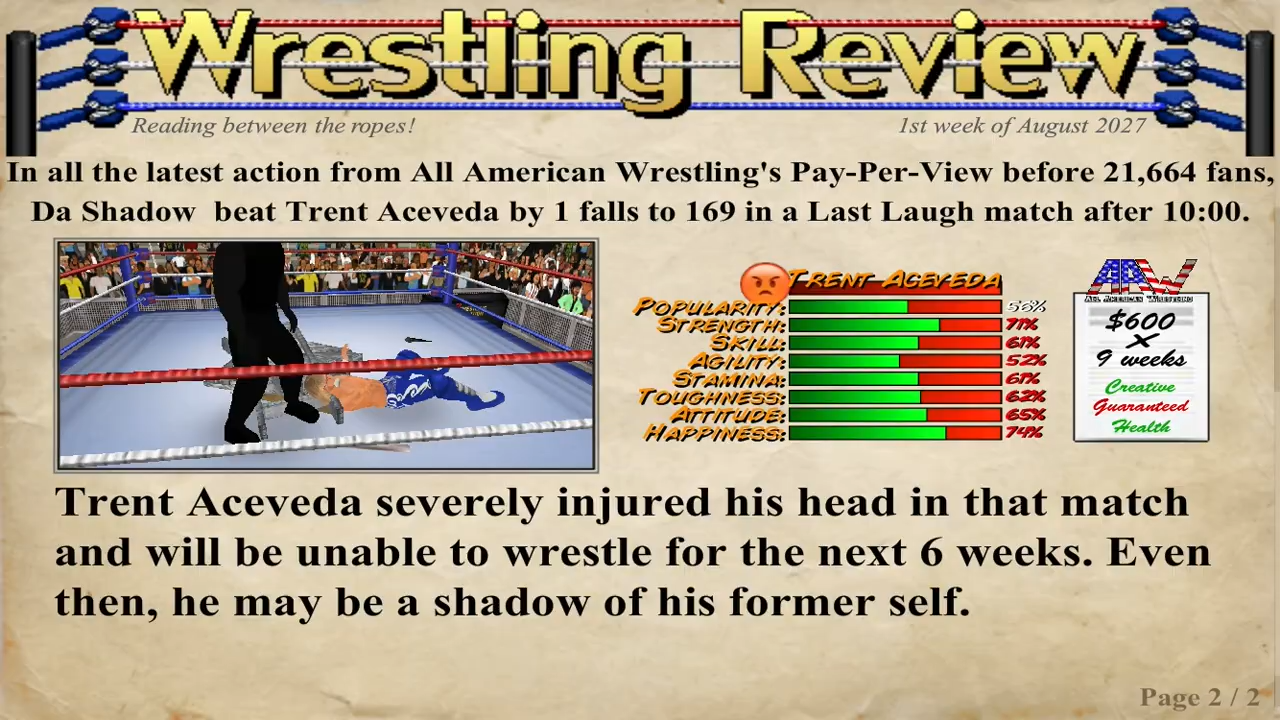 Wrestling Review
Reading between the ropes!
1st week of August 2027
In all the latest action from All American Wrestling's Pay-Per-View before 21,664 fans,
Da Shadow  beat Trent Aceveda by 1 falls to 169 in a Last Laugh match after 10:00.
TRENT ACEVEDA
POPULARITY: 56%
STRENGTH: 71%
SKILL: 61%
AGILITY: 52%
STAMINA: 61%
TOUGHNESS: 62%
ATTITUDE: 65%
HAPPINESS: 74%
AAW
ALL AMERICAN WRESTLING
$600
X
9 weeks
Creative
Guaranteed
Health
Trent Aceveda severely injured his head in that match
and will be unable to wrestle for the next 6 weeks. Even
then, he may be a shadow of his former self.
Page 2 / 2